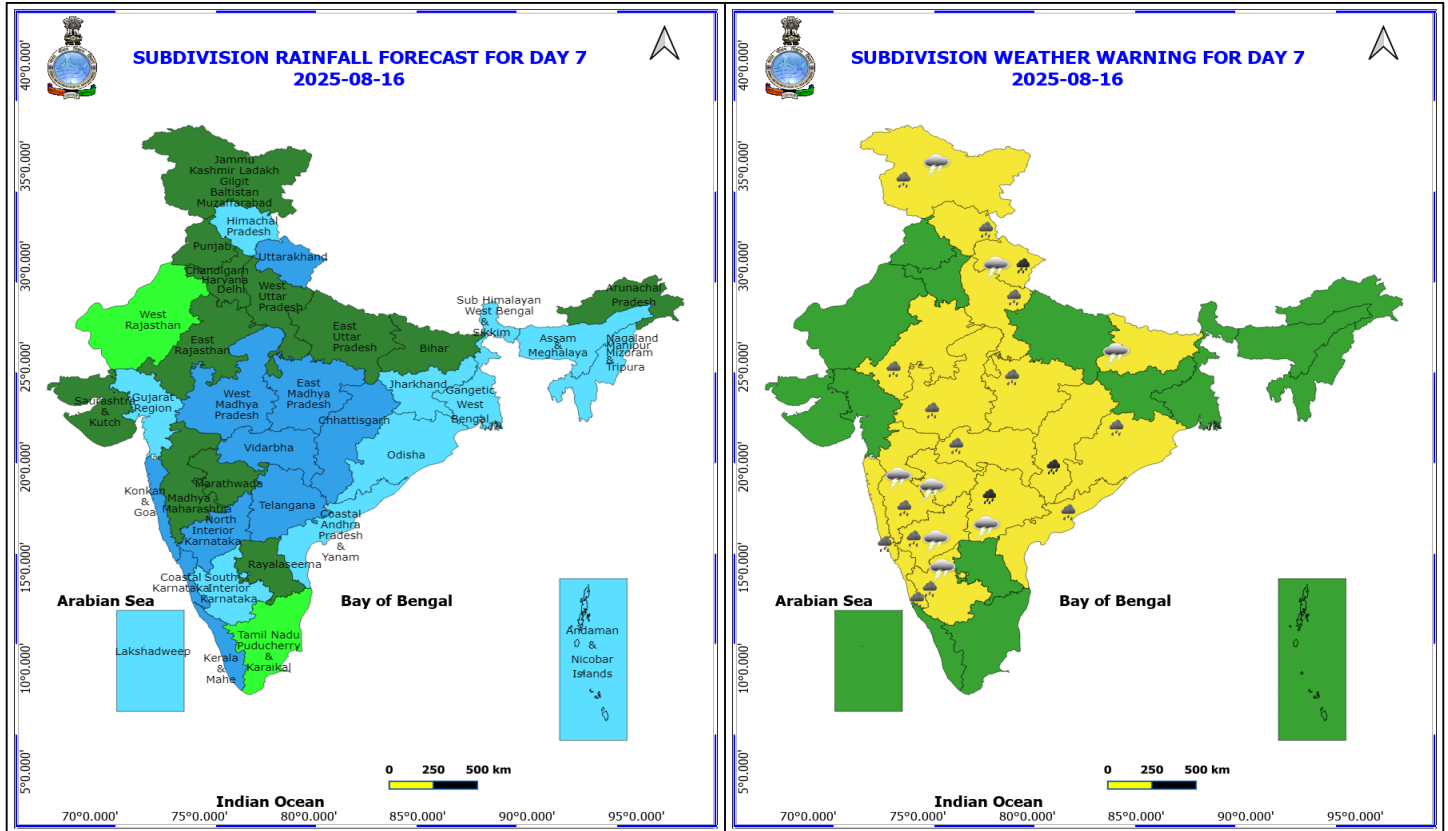 SUBDIVISION RAINFALL FORECAST FOR DAY 7
2025-08-16
40°0.000'
35°0.000'
30°0.000'
25°0.000'
20°0.000'
15°0.000'
10°0.000'
5°0.000'
Jammu
Kashmir Ladakh
Gilgit
Baltistan
Muzaffarabad
Himachal
Pradesh
Punjab
Uttarakhand
Chandigarh
Haryana
Delhi
West
Uttar
Pradesh
West
Rajasthan
East
Rajasthan
East
Uttar
Pradesh
Bihar
Sub Himalayan
West Bengal
&
Sikkim
Arunachal
Pradesh
Assam
&
Meghalaya
Nagaland
Manipur
Mizoram
&
Tripura
Saurashtra
&
Kutch
Gujarat
Region
West
Madhya
Pradesh
East
Madhya
Pradesh
Jharkhand
Gangetic
West
Bengal
Chhattisgarh
Vidarbha
Odisha
Konkan
&
Goa
Marathwada
Madhya
Maharashtra
Telangana
North
Interior
Karnataka
Coastal
Andhra
Pradesh
&
Yanam
Rayalaseema
Coastal
Karnataka
South
Interior
Karnataka
Arabian Sea
Bay of Bengal
Lakshadweep
Kerala
&
Mahe
Tamil Nadu
Puducherry
&
Karaikal
Andaman
&
Nicobar
Islands
0 250 500 km
Indian Ocean
70°0.000' 75°0.000' 80°0.000' 85°0.000' 90°0.000' 95°0.000'
SUBDIVISION WEATHER WARNING FOR DAY 7
2025-08-16
40°0.000'
35°0.000'
30°0.000'
25°0.000'
20°0.000'
15°0.000'
10°0.000'
5°0.000'
Arabian Sea
Bay of Bengal
0 250 500 km
Indian Ocean
70°0.000' 75°0.000' 80°0.000' 85°0.000' 90°0.000' 95°0.000'